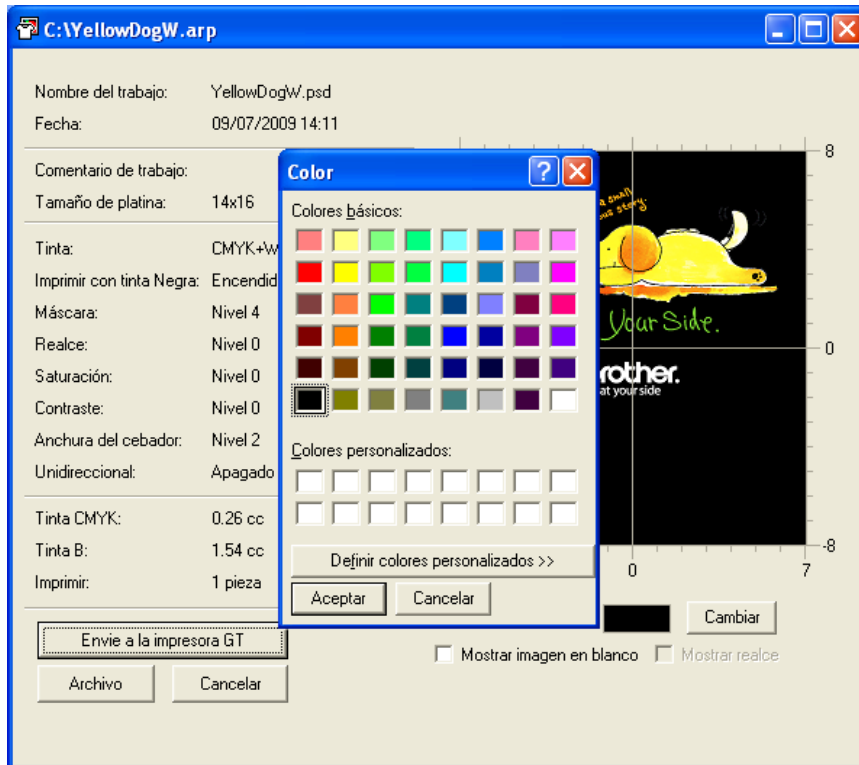 C:\YellowDogW.arp
Nombre del trabajo: YellowDogW.psd
Fecha: 09/07/2009 14:11
Comentario de trabajo:
Tamaño de platina: 14x16
Tinta: CMYK+W
Imprimir con tinta Negra: Encendid
Máscara: Nivel 4
Realce: Nivel 0
Saturación: Nivel 0
Contraste: Nivel 0
Anchura del cebador: Nivel 2
Unidireccional: Apagado
Tinta CMYK: 0.26 cc
Tinta B: 1.54 cc
Imprimir: 1 pieza
Envie a la impresora GT
Archivo Cancelar
Color
Colores básicos:
Colores personalizados:
Definir colores personalizados >>
Aceptar Cancelar
8
a small
story.
Your Side.
0
rother.
at your side
-8
0 7
Cambiar
Mostrar imagen en blanco Mostrar realce